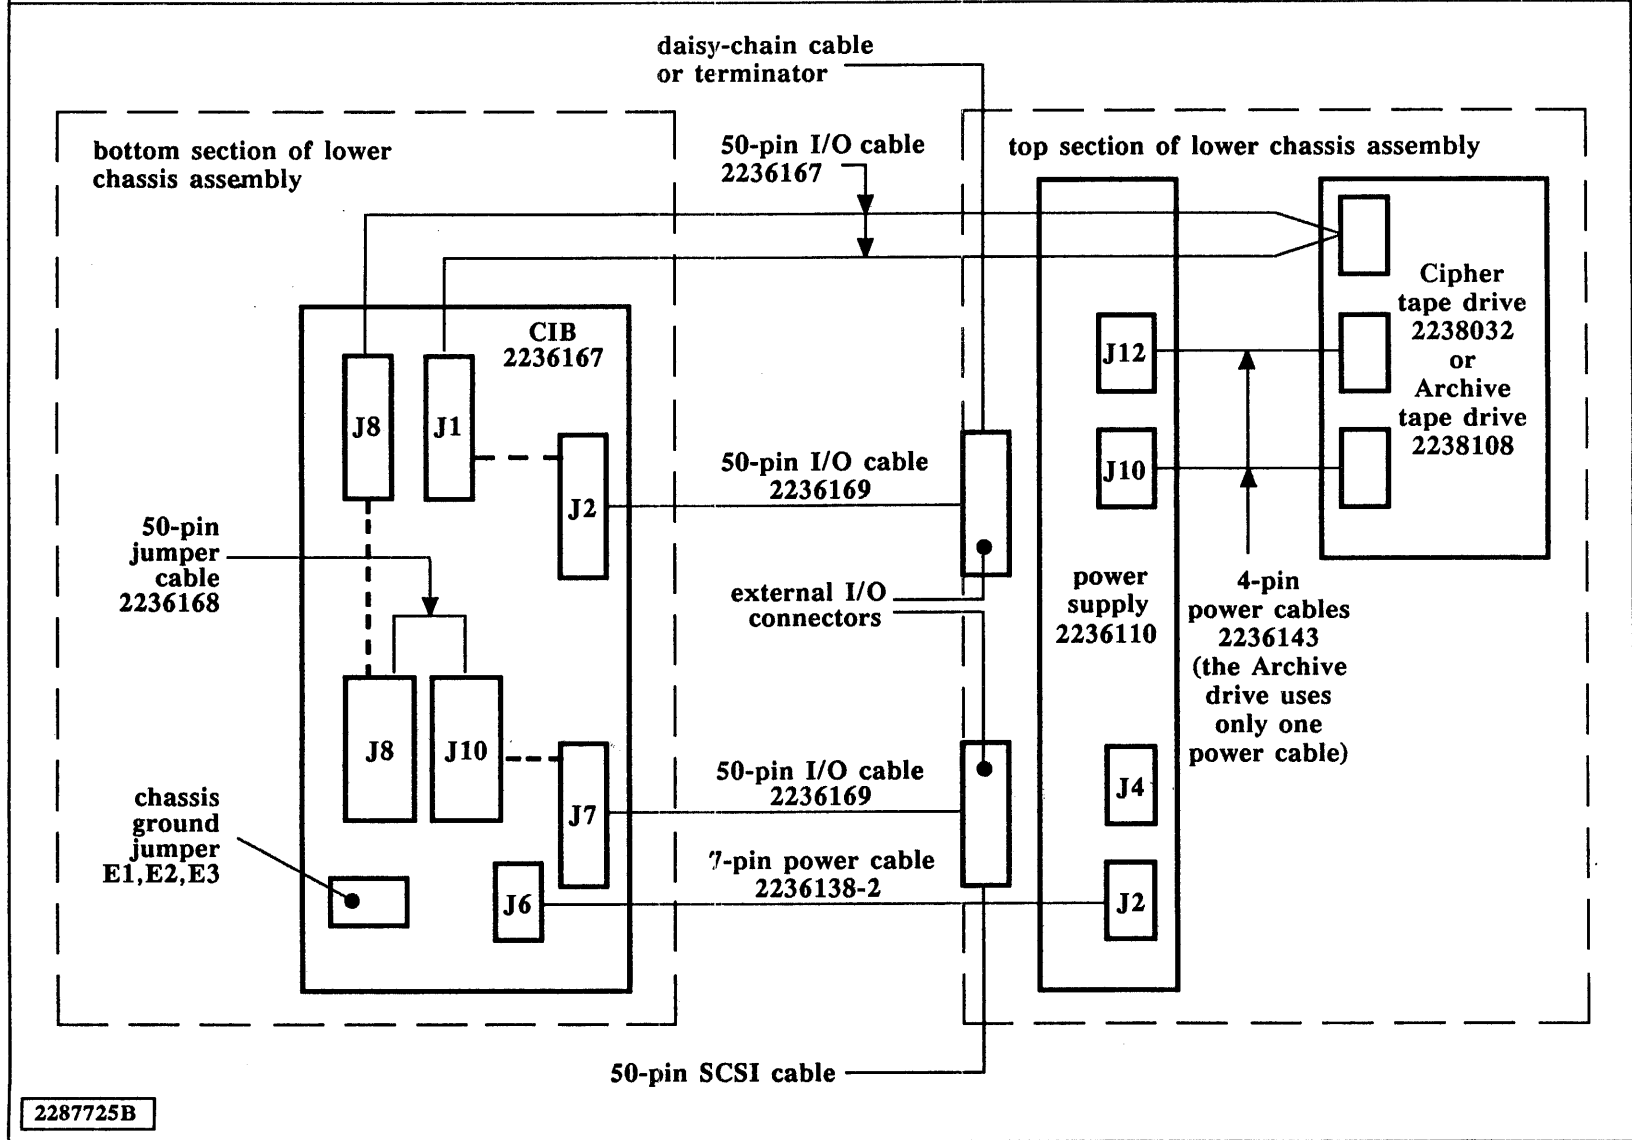 daisy-chain cable
or terminator
bottom section of lower
chassis assembly
50-pin I/O cable
2236167
top section of lower chassis assembly
CIB
2236167
J8
J1
J2
50-pin I/O cable
2236169
J12
J10
Cipher
tape drive
2238032
or
Archive
tape drive
2238108
50-pin
jumper
cable
2236168
external I/O
connectors
power
supply
2236110
4-pin
power cables
2236143
(the Archive
drive uses
only one
power cable)
J8
J10
J7
50-pin I/O cable
2236169
J4
chassis
ground
jumper
E1,E2,E3
J6
7-pin power cable
2236138-2
J2
50-pin SCSI cable
2287725B